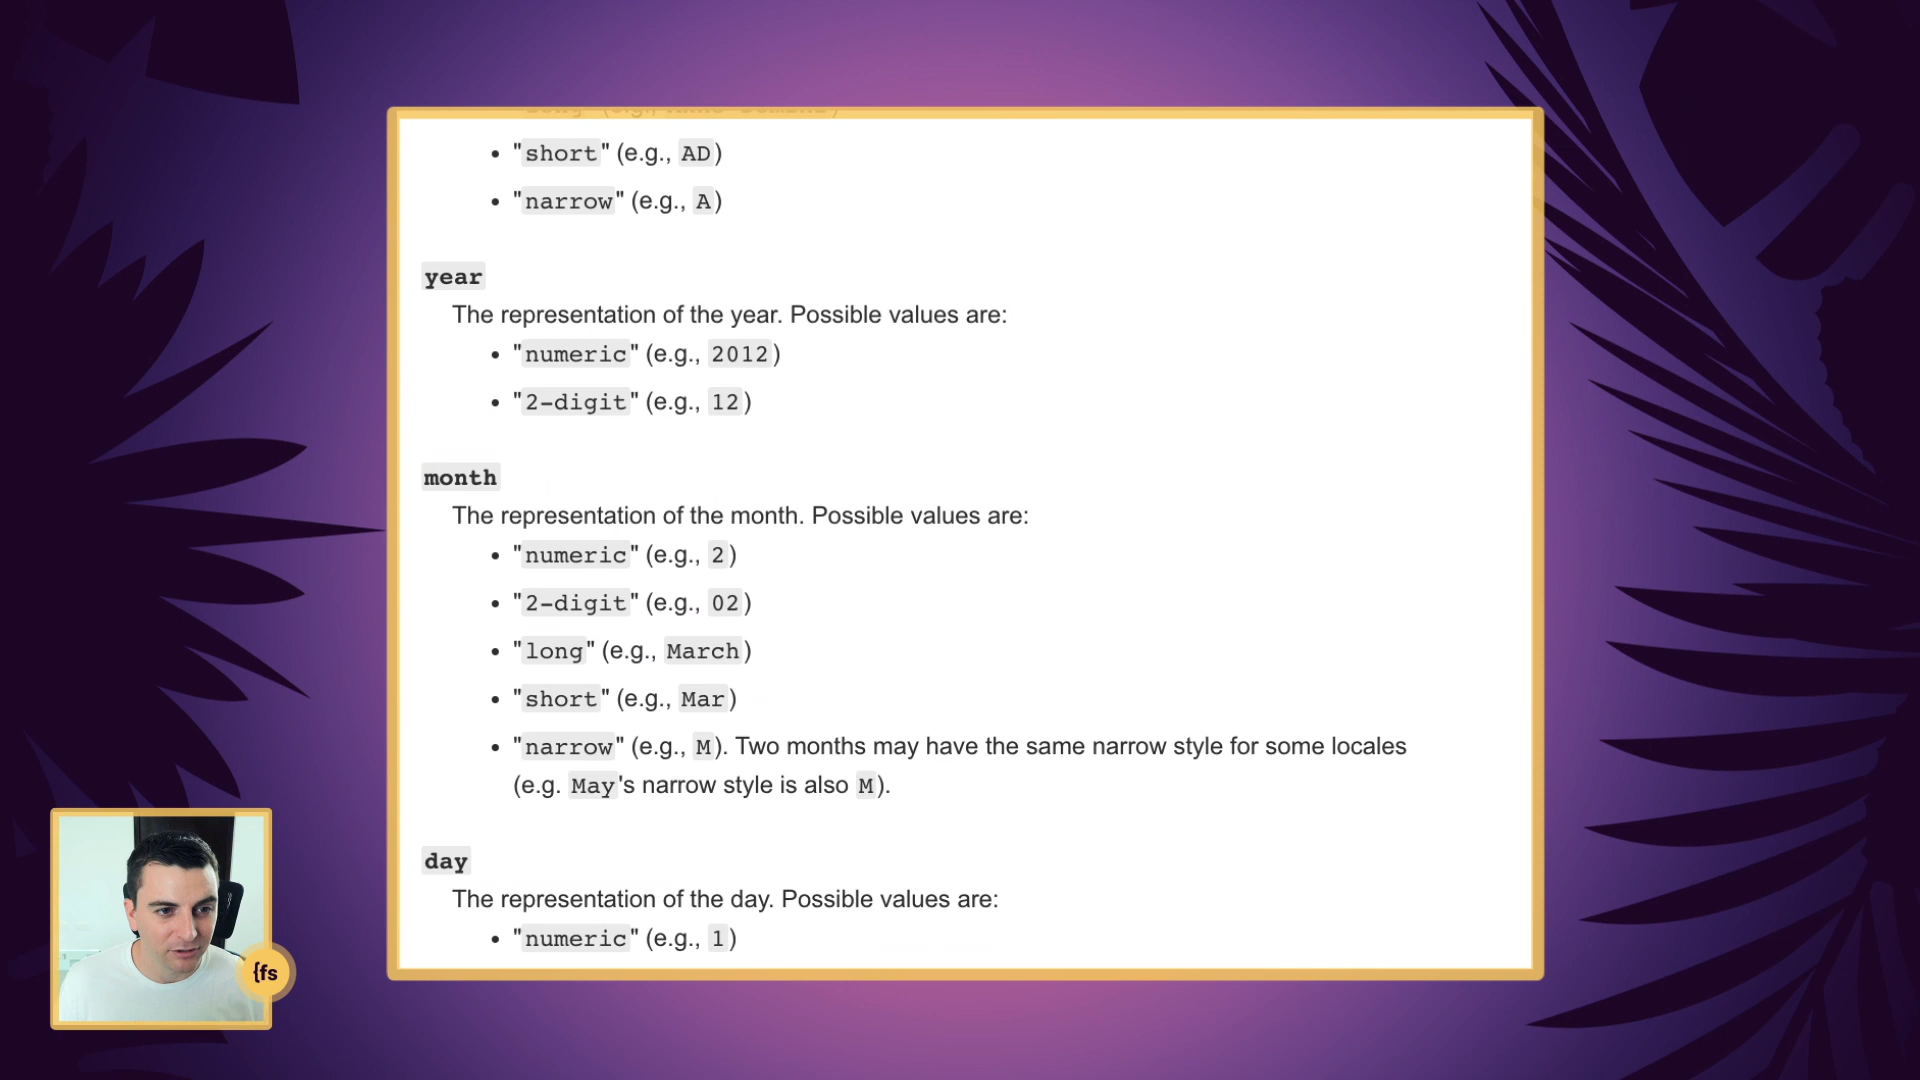 • "short" (e.g., AD)
• "narrow" (e.g., A)
year
The representation of the year. Possible values are:
• "numeric" (e.g., 2012)
• "2-digit" (e.g., 12)
month
The representation of the month. Possible values are:
• "numeric" (e.g., 2)
• "2-digit" (e.g., 02)
• "long" (e.g., March)
• "short" (e.g., Mar)
• "narrow" (e.g., M). Two months may have the same narrow style for some locales
(e.g. May's narrow style is also M).
day
The representation of the day. Possible values are:
• "numeric" (e.g., 1)
{fs